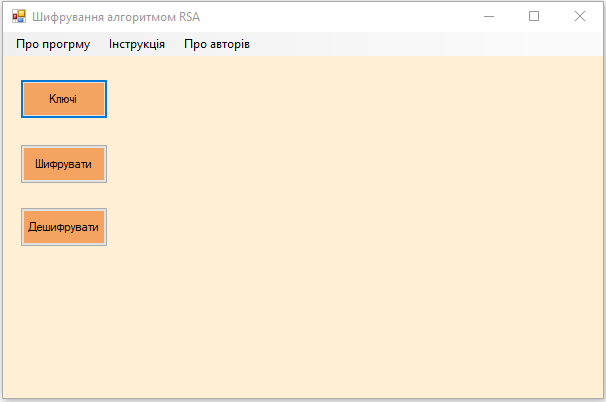 Шифрування алгоритмом RSA
Про прогрму Інструкція Про авторів
Ключі
Шифрувати
Дешифрувати